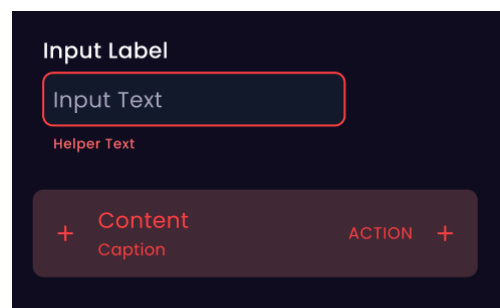 Input Label
Input Text
Helper Text
+ Content ACTION +
Caption